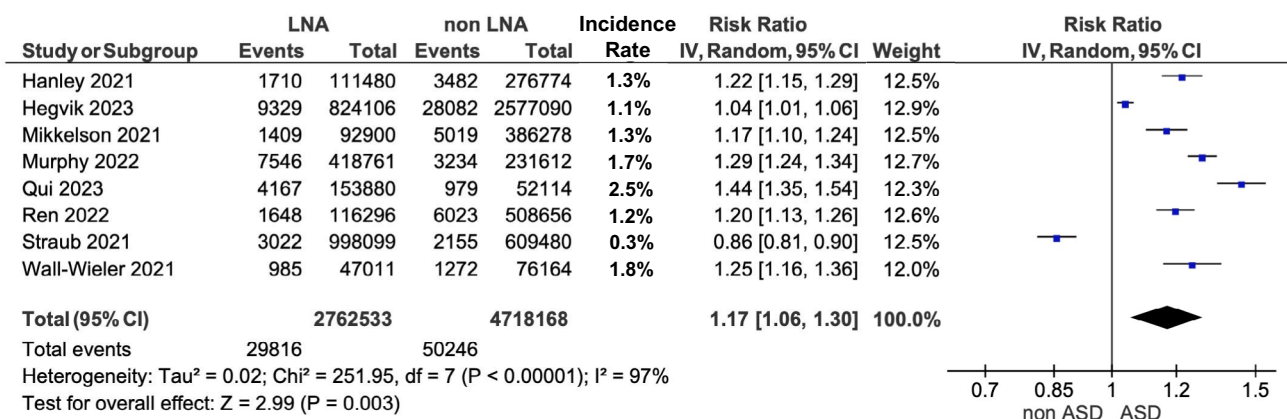 LNA non LNA Incidence Risk Ratio Risk Ratio
Study or Subgroup Events Total Events Total Rate IV, Random, 95% CI Weight IV, Random, 95% CI
Hanley 2021 1710 111480 3482 276774 1.3% 1.22 [1.15, 1.29] 12.5%
Hegvik 2023 9329 824106 28082 2577090 1.1% 1.04 [1.01, 1.06] 12.9%
Mikkelson 2021 1409 92900 5019 386278 1.3% 1.17 [1.10, 1.24] 12.5%
Murphy 2022 7546 418761 3234 231612 1.7% 1.29 [1.24, 1.34] 12.7%
Qui 2023 4167 153880 979 52114 2.5% 1.44 [1.35, 1.54] 12.3%
Ren 2022 1648 116296 6023 508656 1.2% 1.20 [1.13, 1.26] 12.6%
Straub 2021 3022 998099 2155 609480 0.3% 0.86 [0.81, 0.90] 12.5%
Wall-Wieler 2021 985 47011 1272 76164 1.8% 1.25 [1.16, 1.36] 12.0%
Total (95% CI) 2762533 4718168 1.17 [1.06, 1.30] 100.0%
Total events 29816 50246
Heterogeneity: Tau² = 0.02; Chi² = 251.95, df = 7 (P < 0.00001); I² = 97%
Test for overall effect: Z = 2.99 (P = 0.003)
0.7 0.85 1 1.2 1.5
non ASD ASD